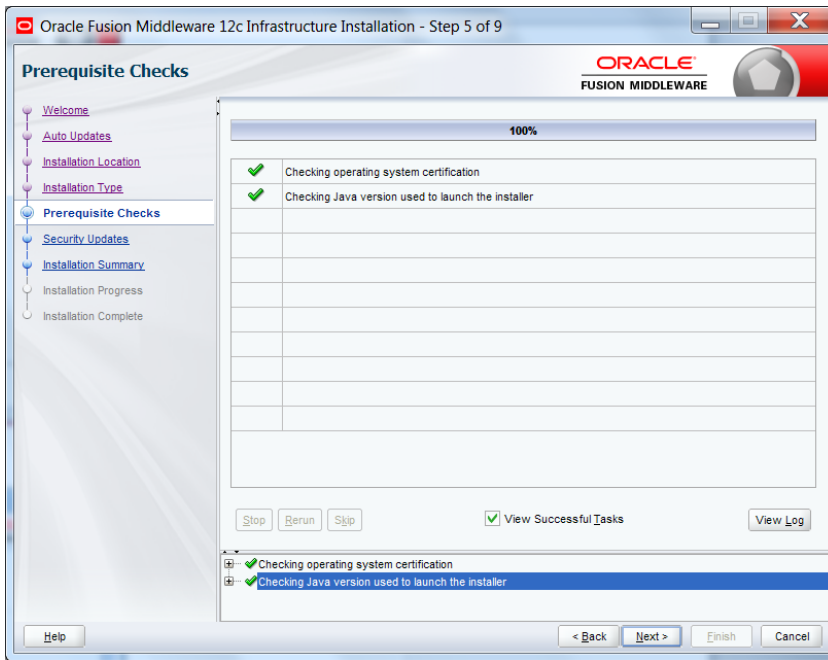 Oracle Fusion Middleware 12c Infrastructure Installation - Step 5 of 9
Prerequisite Checks
ORACLE
FUSION MIDDLEWARE
Welcome
Auto Updates
Installation Location
Installation Type
Prerequisite Checks
Security Updates
Installation Summary
Installation Progress
Installation Complete
100%
Checking operating system certification
Checking Java version used to launch the installer
Stop Rerun Skip View Successful Tasks View Log
Checking operating system certification
Checking Java version used to launch the installer
Help < Back Next > Finish Cancel